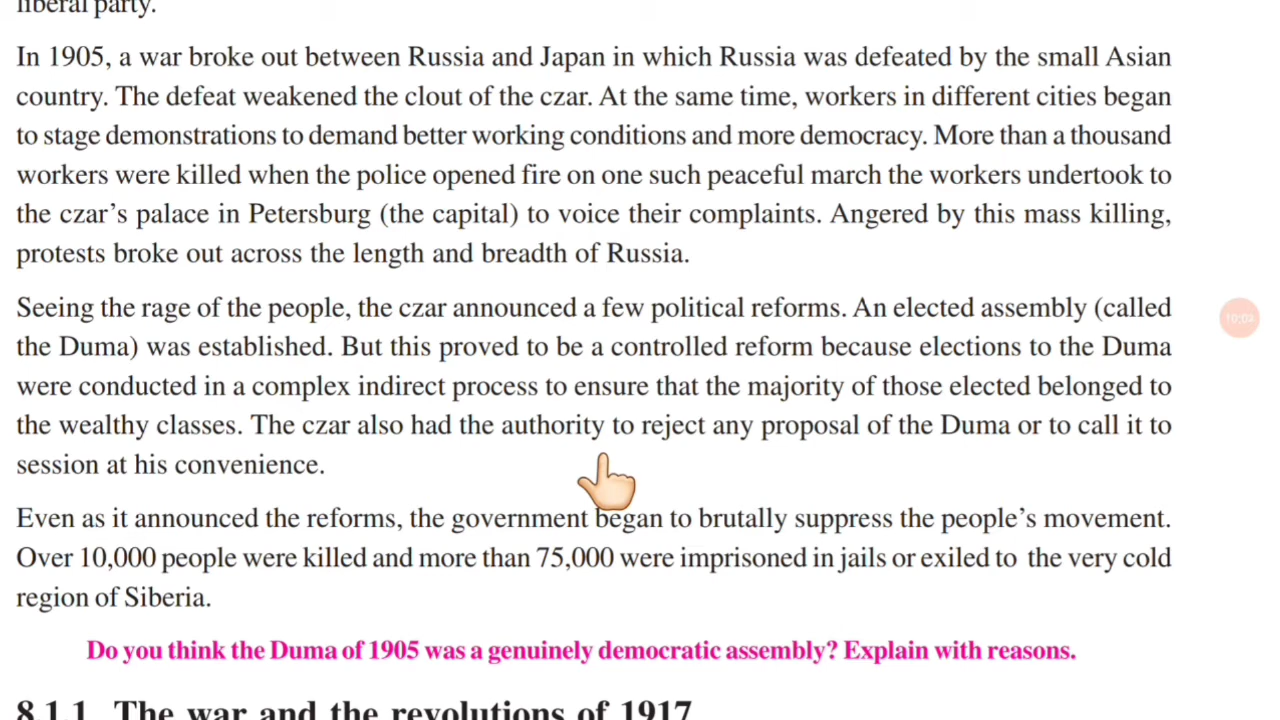 liberal party.
In 1905, a war broke out between Russia and Japan in which Russia was defeated by the small Asian
country. The defeat weakened the clout of the czar. At the same time, workers in different cities began
to stage demonstrations to demand better working conditions and more democracy. More than a thousand
workers were killed when the police opened fire on one such peaceful march the workers undertook to
the czar's palace in Petersburg (the capital) to voice their complaints. Angered by this mass killing,
protests broke out across the length and breadth of Russia.
Seeing the rage of the people, the czar announced a few political reforms. An elected assembly (called
the Duma) was established. But this proved to be a controlled reform because elections to the Duma
were conducted in a complex indirect process to ensure that the majority of those elected belonged to
the wealthy classes. The czar also had the authority to reject any proposal of the Duma or to call it to
session at his convenience.
10:03
Even as it announced the reforms, the government began to brutally suppress the people's movement.
Over 10,000 people were killed and more than 75,000 were imprisoned in jails or exiled to the very cold
region of Siberia.
Do you think the Duma of 1905 was a genuinely democratic assembly? Explain with reasons.
8.1.1 The war and the revolutions of 1917